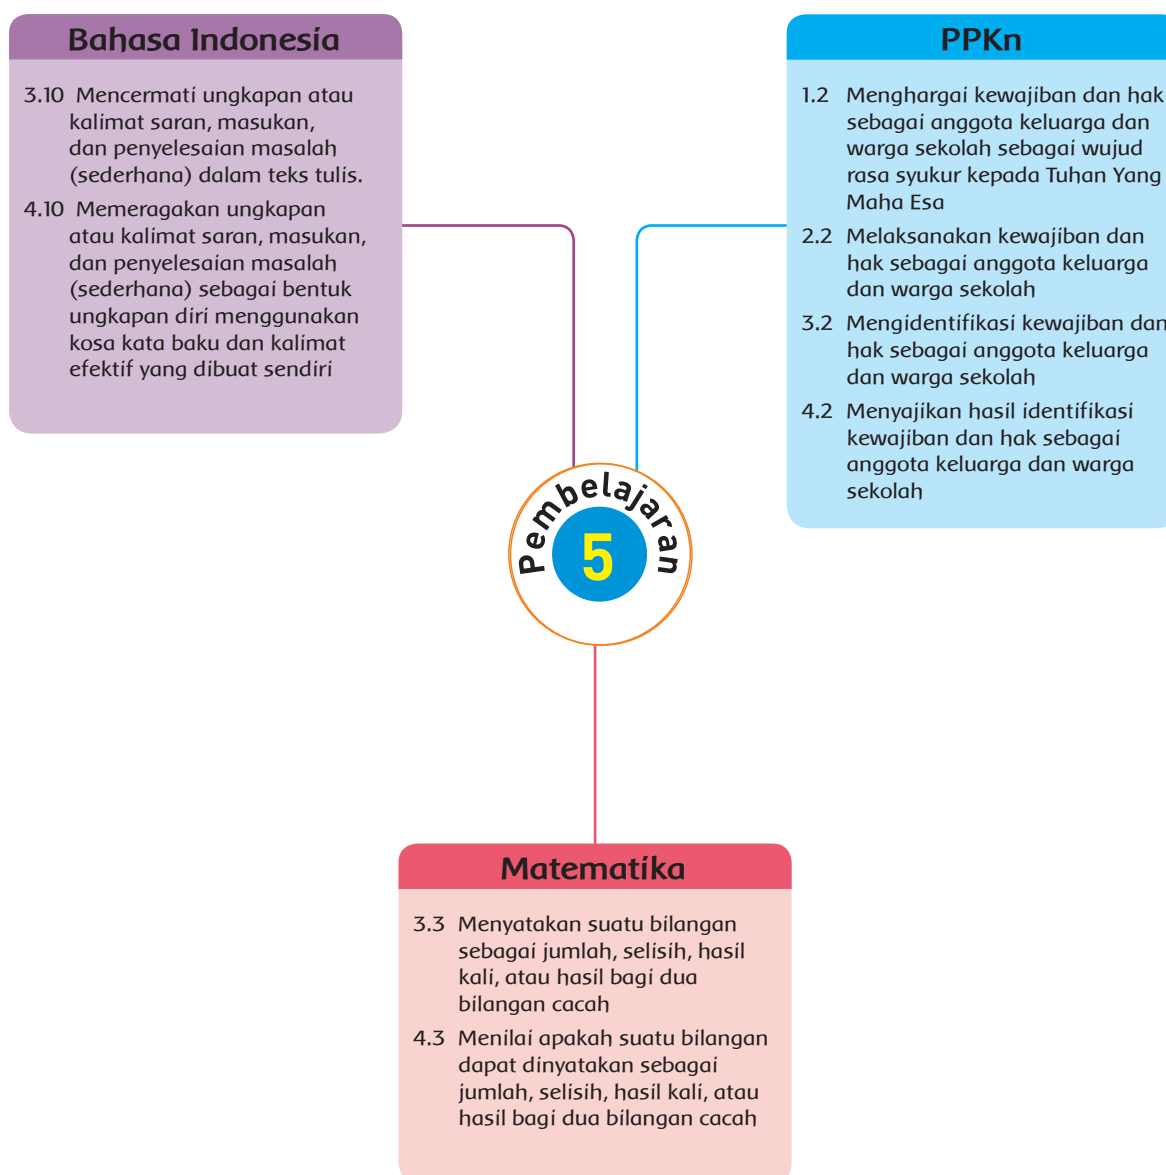 Bahasa Indonesia
3.10 Mencermati ungkapan atau
kalimat saran, masukan,
dan penyelesaian masalah
(sederhana) dalam teks tulis.
4.10 Memeragakan ungkapan
atau kalimat saran, masukan,
dan penyelesaian masalah
(sederhana) sebagai bentuk
ungkapan diri menggunakan
kosa kata baku dan kalimat
efektif yang dibuat sendiri
PPKn
1.2 Menghargai kewajiban dan hak
sebagai anggota keluarga dan
warga sekolah sebagai wujud
rasa syukur kepada Tuhan Yang
Maha Esa
2.2 Melaksanakan kewajiban dan
hak sebagai anggota keluarga
dan warga sekolah
3.2 Mengidentifikasi kewajiban dan
hak sebagai anggota keluarga
dan warga sekolah
4.2 Menyajikan hasil identifikasi
kewajiban dan hak sebagai
anggota keluarga dan warga
sekolah
Pembelajaran
5
Matematika
3.3 Menyatakan suatu bilangan
sebagai jumlah, selisih, hasil
kali, atau hasil bagi dua
bilangan cacah
4.3 Menilai apakah suatu bilangan
dapat dinyatakan sebagai
jumlah, selisih, hasil kali, atau
hasil bagi dua bilangan cacah